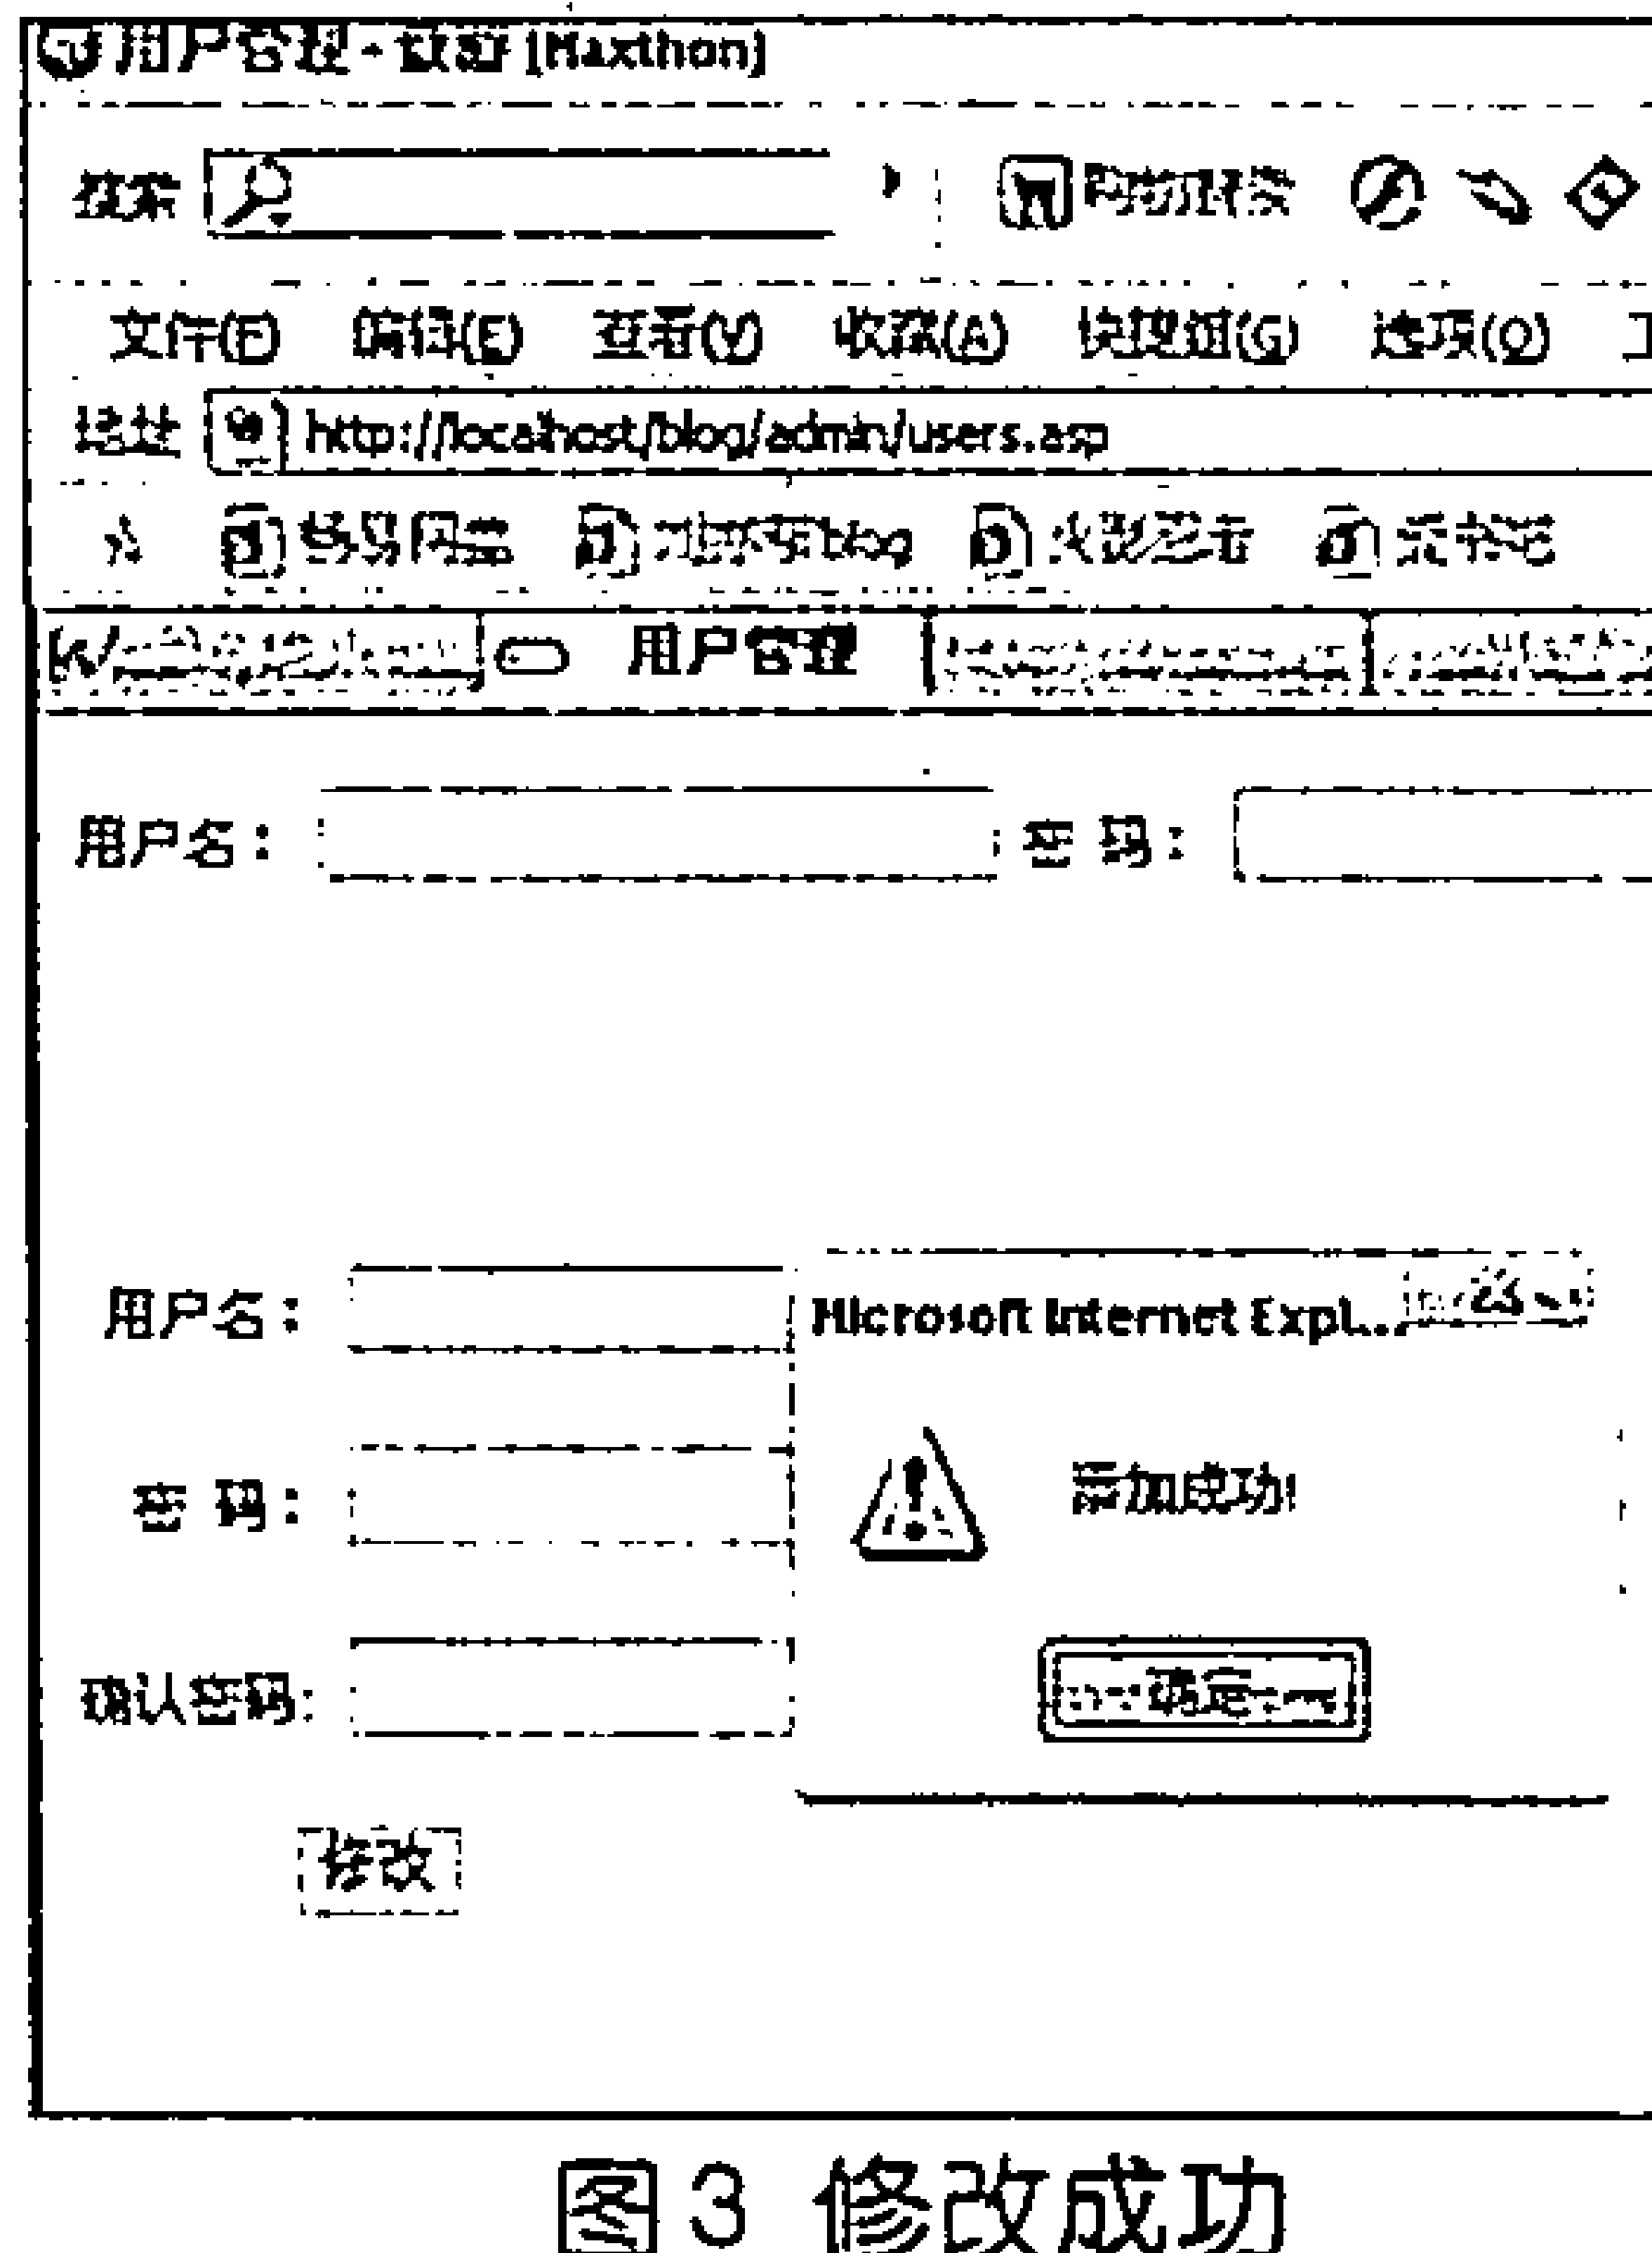 用户管理 - 傲游 [Maxthon]
搜索
文件(F) 编辑(E) 查看(V) 收藏(A) 快捷组(G) 选项(O)
地址 http://localhost/blog/admin/users.asp
用户管理
用户名： 密 码：
用户名： Microsoft Internet Expl...
密 码： 添加成功!
确认密码: 确定
修改
图3 修改成功